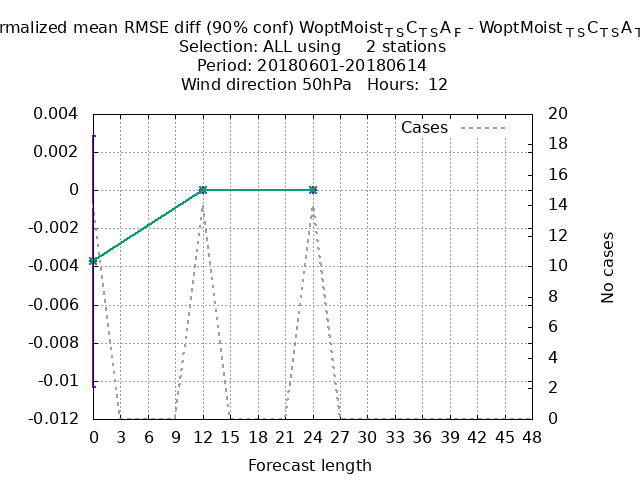 rmalized mean RMSE diff (90% conf) WoptMoistTSCTSAF - WoptMoistTSCTSAT
Selection: ALL using 2 stations
Period: 20180601-20180614
Wind direction 50hPa Hours: 12
Cases
0.004
0.002
0
-0.002
-0.004
-0.006
-0.008
-0.01
-0.012
20
18
16
14
12
10
8
6
4
2
0
No cases
0 3 6 9 12 15 18 21 24 27 30 33 36 39 42 45 48
Forecast length